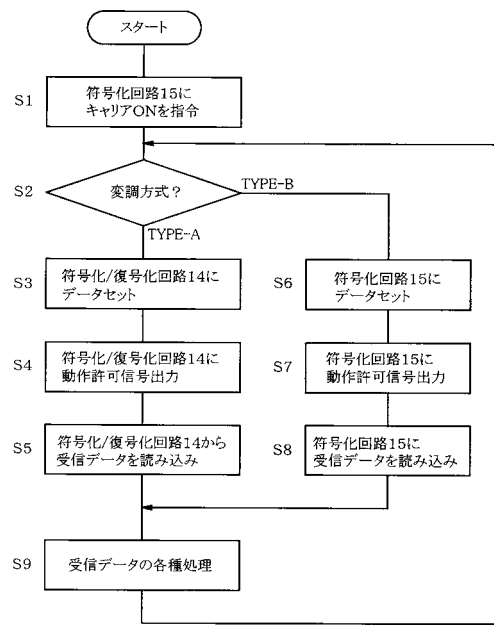 スタート
S1
符号化回路15に
キャリアONを指令
S2
変調方式?
TYPE-B
TYPE-A
S3
符号化/復号化回路14に
データセット
S6
符号化回路15に
データセット
S4
符号化/復号化回路14に
動作許可信号出力
S7
符号化回路15に
動作許可信号出力
S5
符号化/復号化回路14から
受信データを読み込み
S8
符号化回路15に
受信データを読み込み
S9
受信データの各種処理